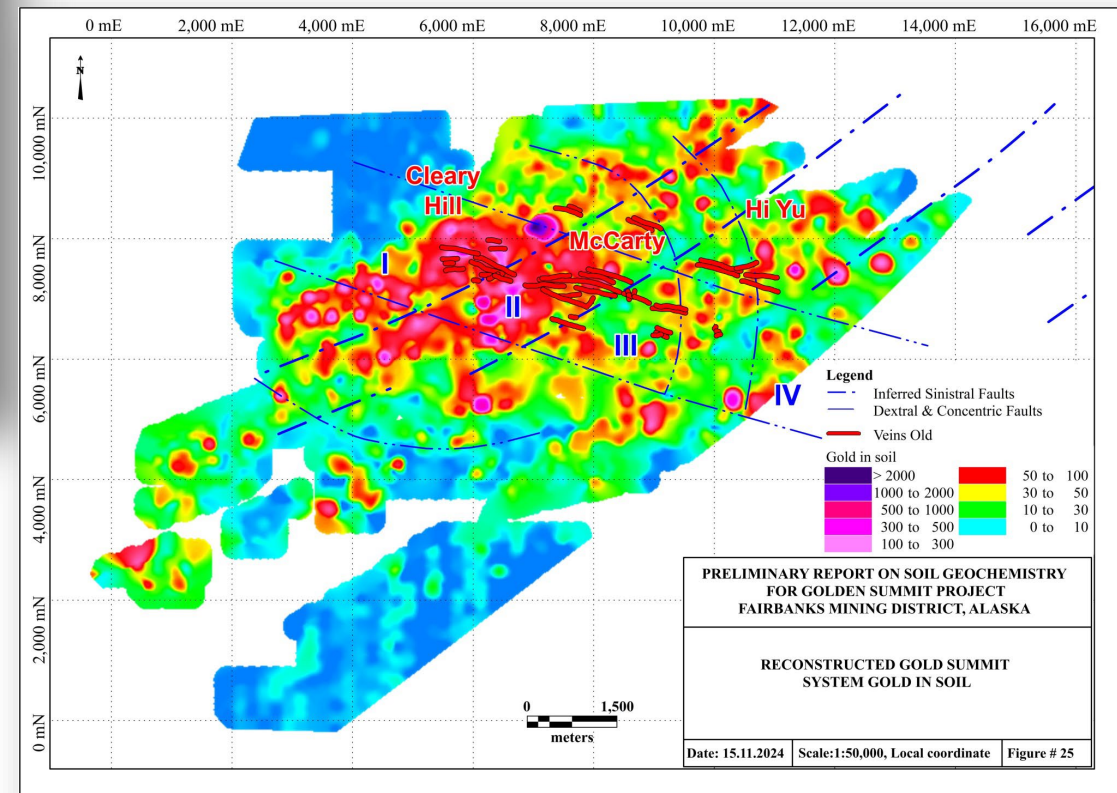 0 mE 2,000 mE 4,000 mE 6,000 mE 8,000 mE 10,000 mE 12,000 mE 14,000 mE 16,000 mE
N
10,000 mN
8,000 mN
6,000 mN
4,000 mN
2,000 mN
0 mN
Cleary
Hill
McCarty
Hi Yu
I
II
III
IV
Legend
Inferred Sinistral Faults
Dextral & Concentric Faults
Veins Old
Gold in soil
> 2000
1000 to 2000
500 to 1000
300 to 500
100 to 300
50 to 100
30 to 50
10 to 30
0 to 10
0 1,500
meters
PRELIMINARY REPORT ON SOIL GEOCHEMISTRY
FOR GOLDEN SUMMIT PROJECT
FAIRBANKS MINING DISTRICT, ALASKA
RECONSTRUCTED GOLD SUMMIT
SYSTEM GOLD IN SOIL
Date: 15.11.2024 Scale:1:50,000, Local coordinate Figure # 25